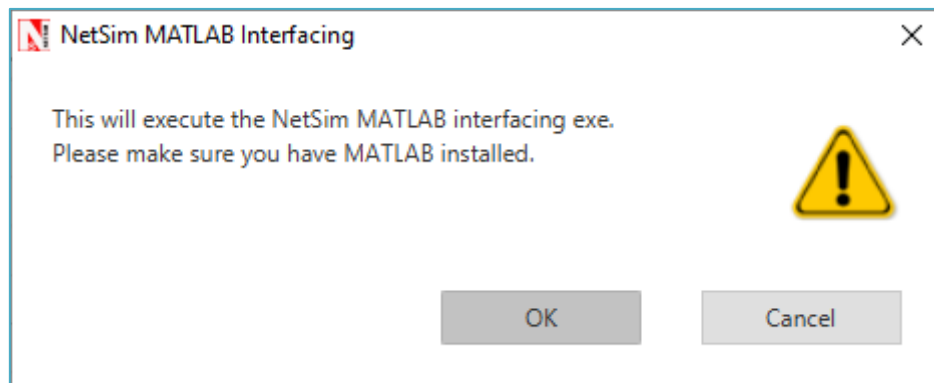 NetSim MATLAB Interfacing
This will execute the NetSim MATLAB interfacing exe.
Please make sure you have MATLAB installed.
OK
Cancel